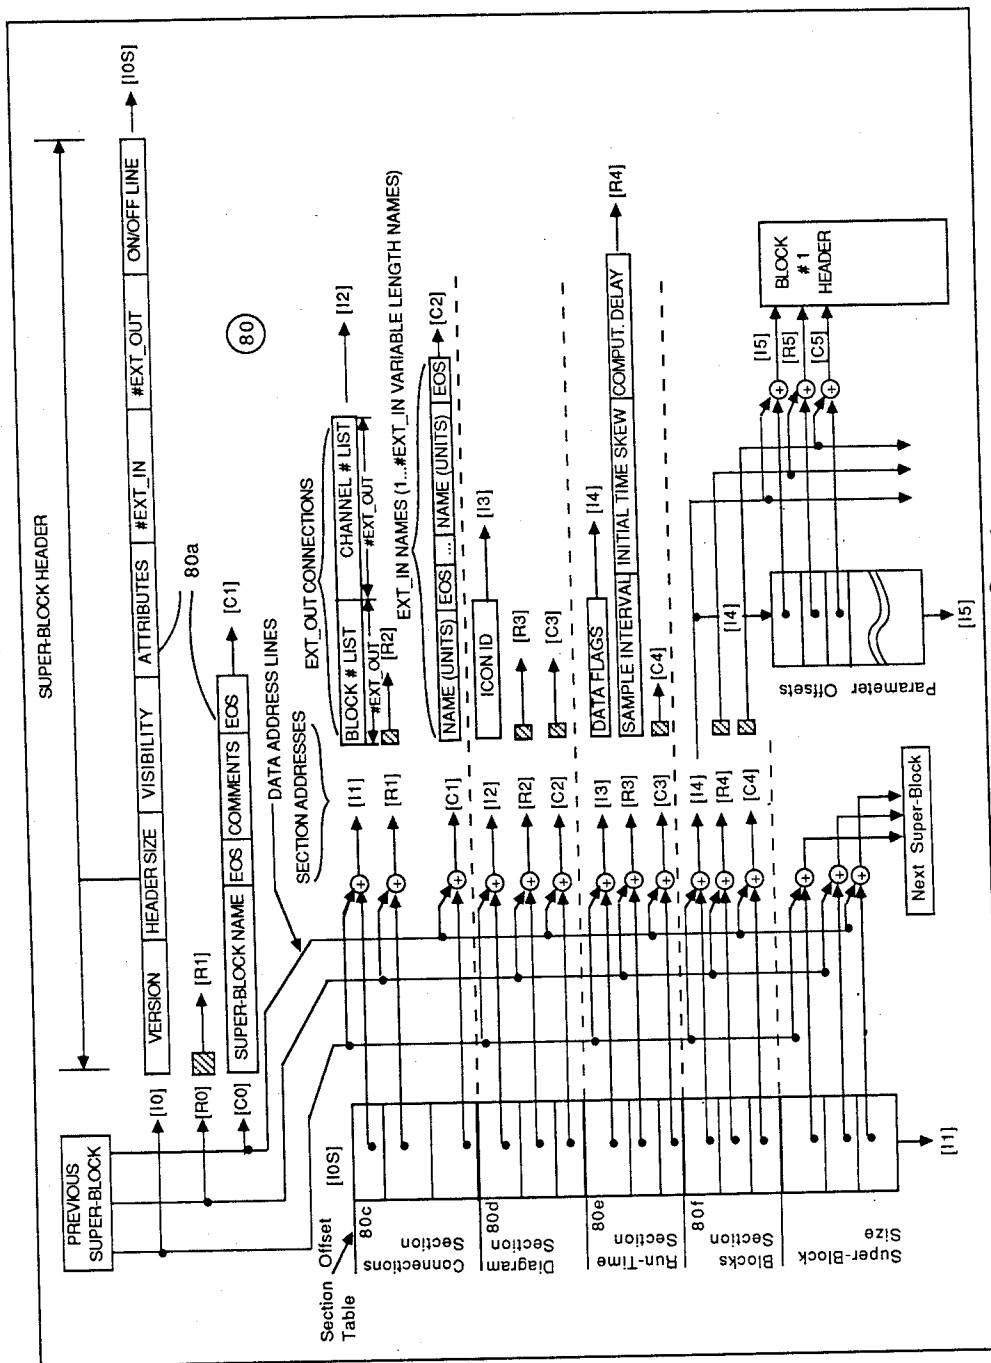 SUPER-BLOCK HEADER
VERSION HEADER SIZE VISIBILITY ATTRIBUTES #EXT_IN #EXT_OUT ON/OFF LINE [I0S]
80a
PREVIOUS SUPER-BLOCK
[I0]
[R0] [R1]
[C0] SUPER-BLOCK NAME EOS COMMENTS EOS [C1]
80
DATA ADDRESS LINES
SECTION ADDRESSES
EXT_OUT CONNECTIONS
Section Offset
Table
[I0S]
80c
Connections
Section
[I1] BLOCK # LIST CHANNEL # LIST [I2]
#EXT_OUT #EXT_OUT
[R1] [R2]
EXT_IN NAMES (1...#EXT_IN VARIABLE LENGTH NAMES)
[C1] NAME (UNITS) EOS ... NAME (UNITS) EOS [C2]
80d
Diagram
Section
[I2] ICON ID [I3]
[R2] [R3]
[C2] [C3]
80e
Run-Time
Section
[I3] DATA FLAGS [I4]
[R3] SAMPLE INTERVAL INITIAL TIME SKEW COMPUT. DELAY [R4]
[C3] [C4]
80f
Blocks
Section
[I4]
[R4]
[C4]
[I4]
Parameter Offsets
[I5]
[I5]
[R5]
[C5]
BLOCK
# 1
HEADER
Super-Block
Size
[I1]
Next Super-Block